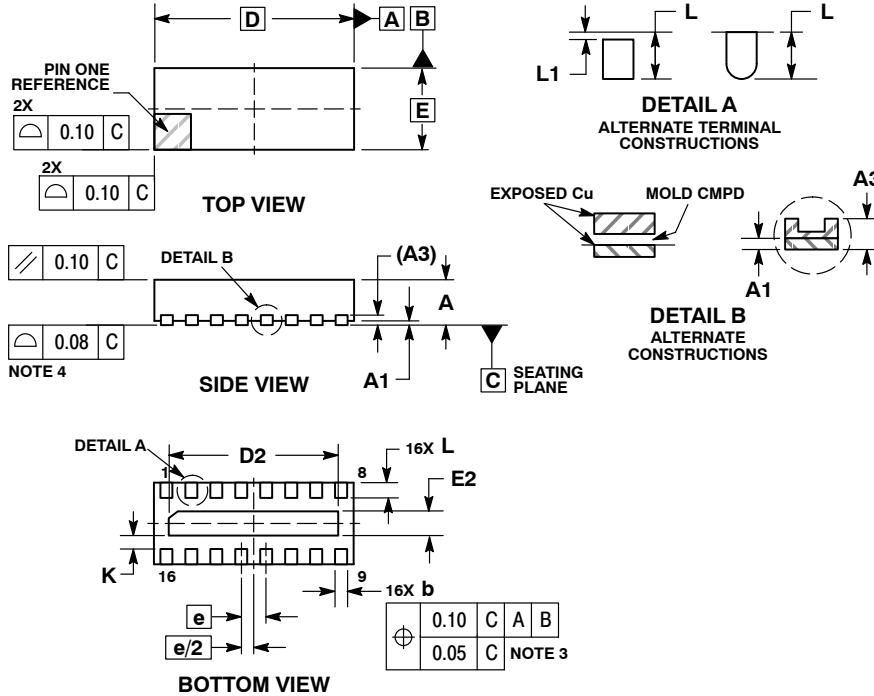 D
A
B
PIN ONE
REFERENCE
E
2X
0.10 C
2X
0.10 C
TOP VIEW
L
L
L1
DETAIL A
ALTERNATE TERMINAL
CONSTRUCTIONS
EXPOSED Cu
MOLD CMPD
A3
A1
DETAIL B
ALTERNATE
CONSTRUCTIONS
0.10 C
DETAIL B
(A3)
A
0.08 C
NOTE 4
SIDE VIEW
A1
C SEATING
PLANE
DETAIL A
D2
16X L
1
8
E2
K
16
9
16X b
e
e/2
0.10 C A B
0.05 C NOTE 3
BOTTOM VIEW